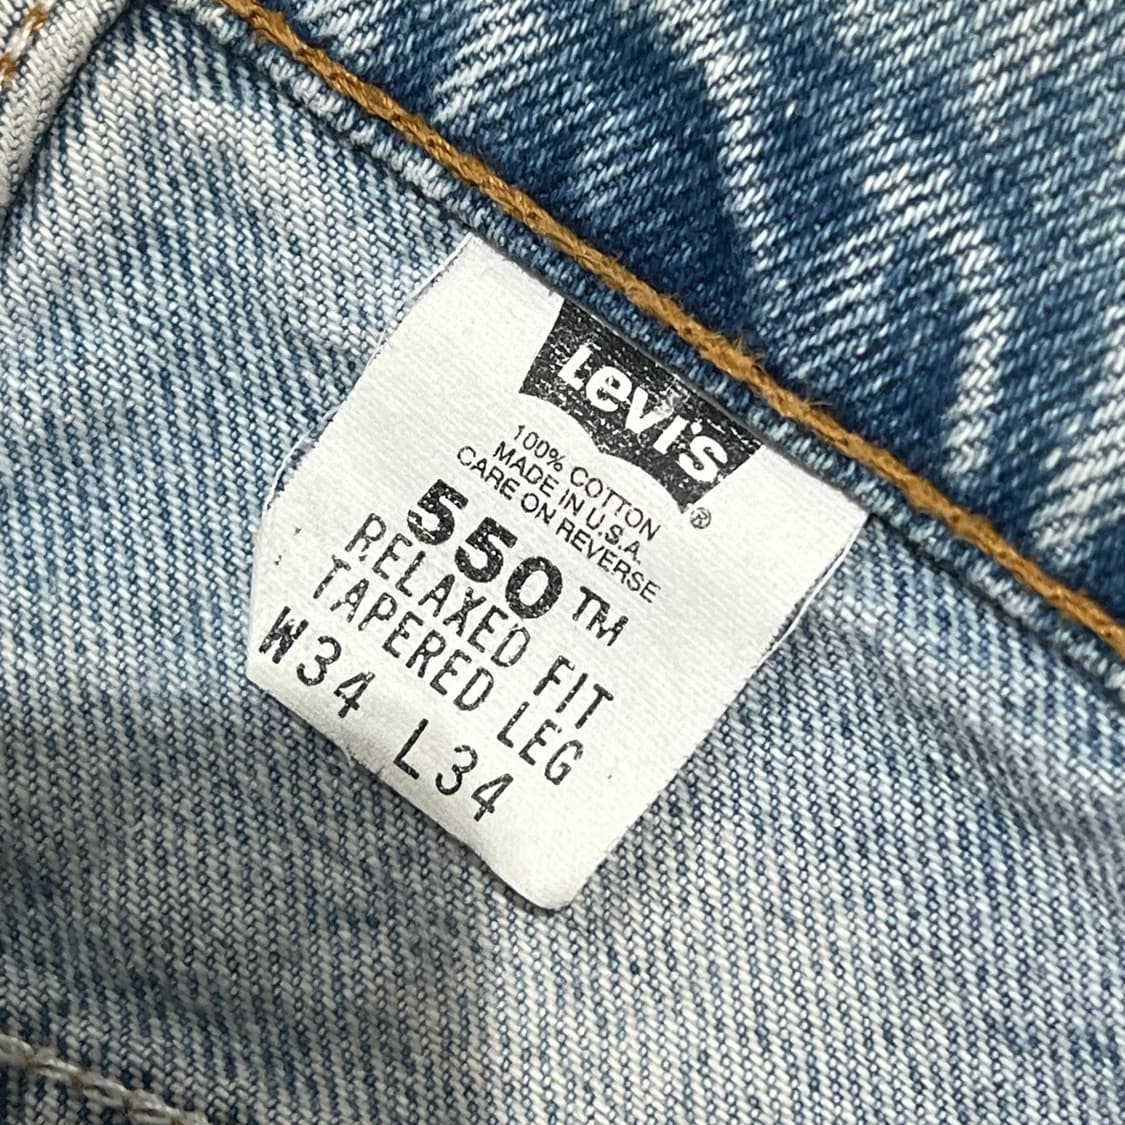 Levi's ®
100% COTTON
MADE IN U.S.A.
CARE ON REVERSE
550™
RELAXED FIT
TAPERED LEG
W34 L34